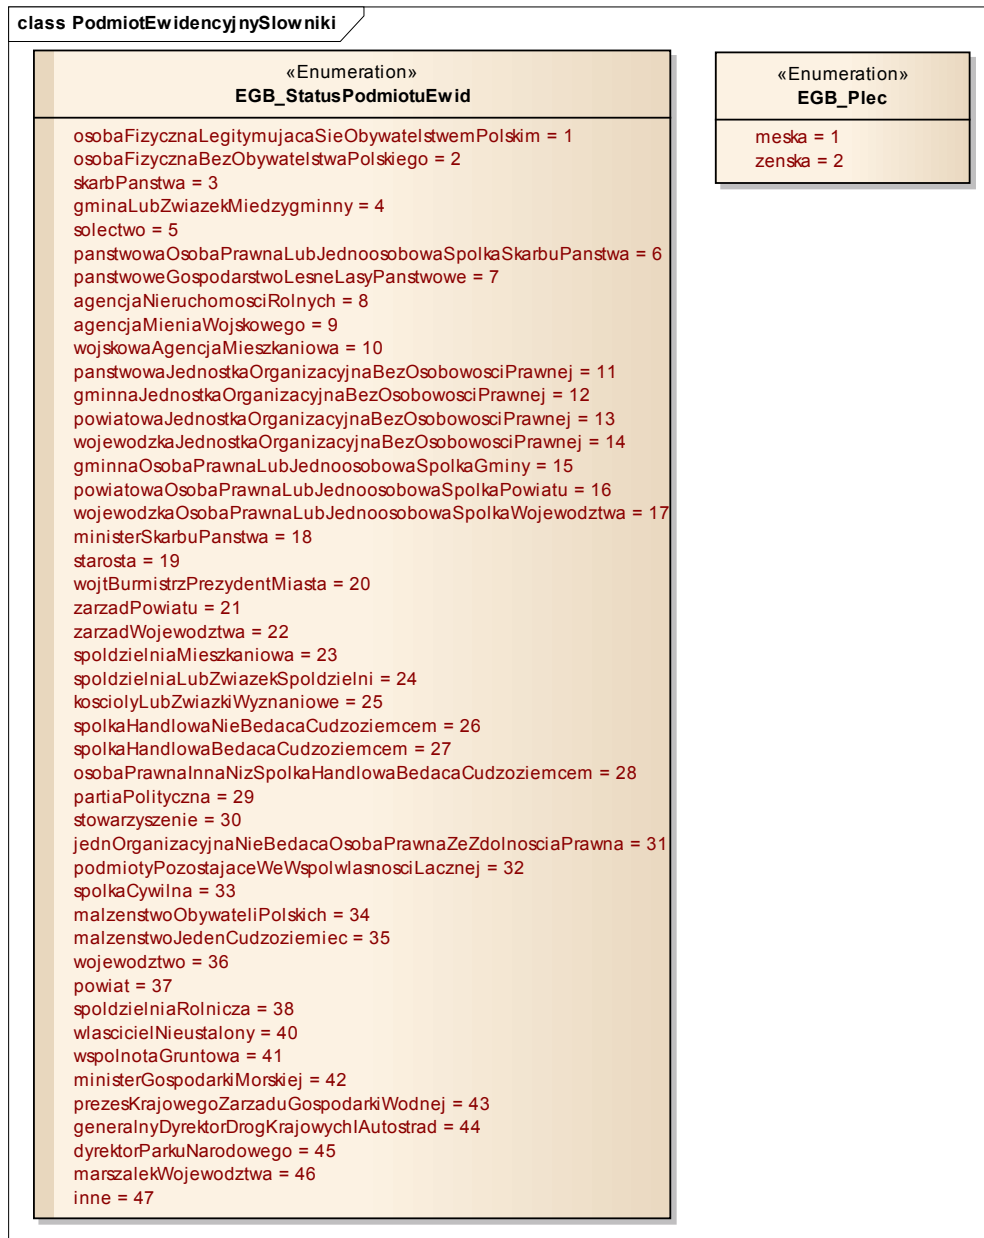 class PodmiotEwidencyjnySlowniki
«Enumeration»
EGB_StatusPodmiotuEwid
osobaFizycznaLegitymujacaSieObywatelstwemPolskim = 1
osobaFizycznaBezObywatelstwaPolskiego = 2
skarbPanstwa = 3
gminaLubZwiazekMiedzygminny = 4
solectwo = 5
panstwowaOsobaPrawnaLubJednoosobowaSpolkaSkarbuPanstwa = 6
panstwoweGospodarstwoLesneLasyPanstwowe = 7
agencjaNieruchomosciRolnych = 8
agencjaMieniaWojskowego = 9
wojskowaAgencjaMieszkaniowa = 10
panstwowaJednostkaOrganizacyjnaBezOsobowosciPrawnej = 11
gminnaJednostkaOrganizacyjnaBezOsobowosciPrawnej = 12
powiatowaJednostkaOrganizacyjnaBezOsobowosciPrawnej = 13
wojewodzkaJednostkaOrganizacyjnaBezOsobowosciPrawnej = 14
gminnaOsobaPrawnaLubJednoosobowaSpolkaGminy = 15
powiatowaOsobaPrawnaLubJednoosobowaSpolkaPowiatu = 16
wojewodzkaOsobaPrawnaLubJednoosobowaSpolkaWojewodztwa = 17
ministerSkarbuPanstwa = 18
starosta = 19
wojtBurmistrzPrezydentMiasta = 20
zarzadPowiatu = 21
zarzadWojewodztwa = 22
spoldzielniaMieszkaniowa = 23
spoldzielniaLubZwiazekSpoldzielni = 24
kosciolyLubZwiazkiWyznaniowe = 25
spolkaHandlowaNieBedacaCudzoziemcem = 26
spolkaHandlowaBedacaCudzoziemcem = 27
osobaPrawnaInnaNizSpolkaHandlowaBedacaCudzoziemcem = 28
partiaPolityczna = 29
stowarzyszenie = 30
jednOrganizacyjnaNieBedacaOsobaPrawnaZeZdolnosciaPrawna = 31
podmiotyPozostajaceWeWspolwlasnosciLacznej = 32
spolkaCywilna = 33
malzenstwoObywateliPolskich = 34
malzenstwoJedenCudzoziemiec = 35
wojewodztwo = 36
powiat = 37
spoldzielniaRolnicza = 38
wlascicielNieustalony = 40
wspolnotaGruntowa = 41
ministerGospodarkiMorskiej = 42
prezesKrajowegoZarzaduGospodarkiWodnej = 43
generalnyDyrektorDrogKrajowychIAutostrad = 44
dyrektorParkuNarodowego = 45
marszalekWojewodztwa = 46
inne = 47
«Enumeration»
EGB_Plec
meska = 1
zenska = 2